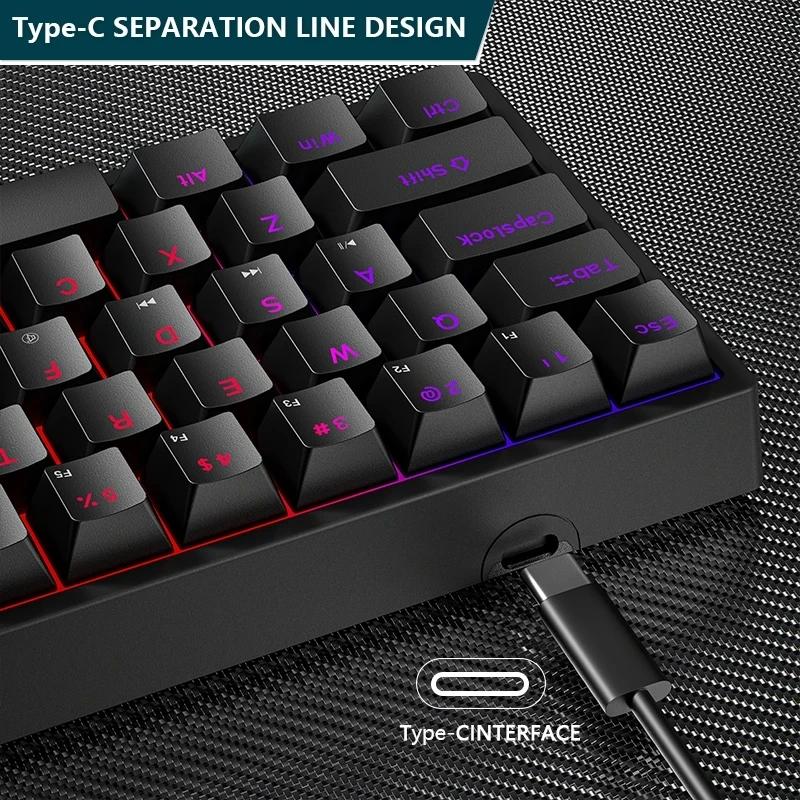 Type-C SEPARATION LINE DESIGN
Ctrl
Win
Alt
Shift
Z
X
C
CapsLock
A
S
D
F
Tab
Q
W
E
R
T
Esc
F1
1 !
F2
2 @
F3
3 #
F4
4 $
F5
5 %
Type-CINTERFACE